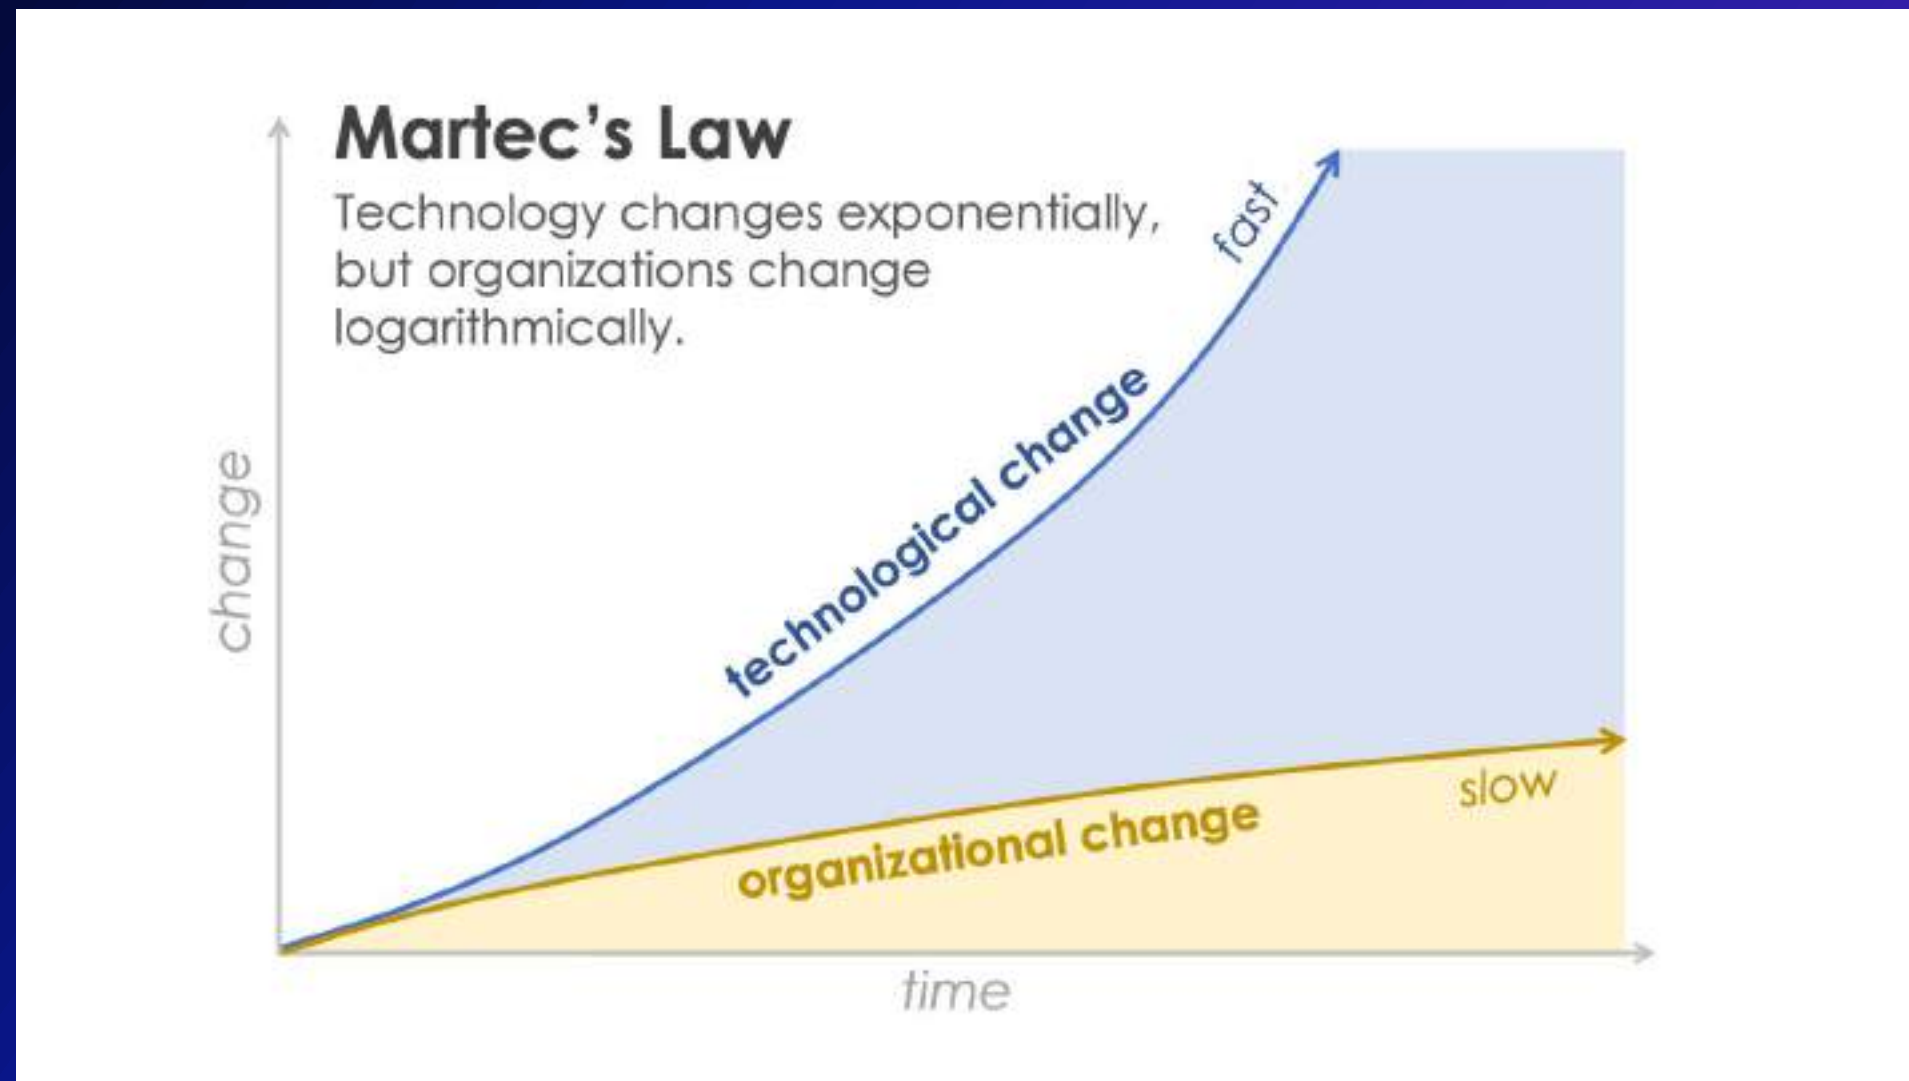 Martec's Law
Technology changes exponentially,
but organizations change
logarithmically.
fast
technological change
change
slow
organizational change
time